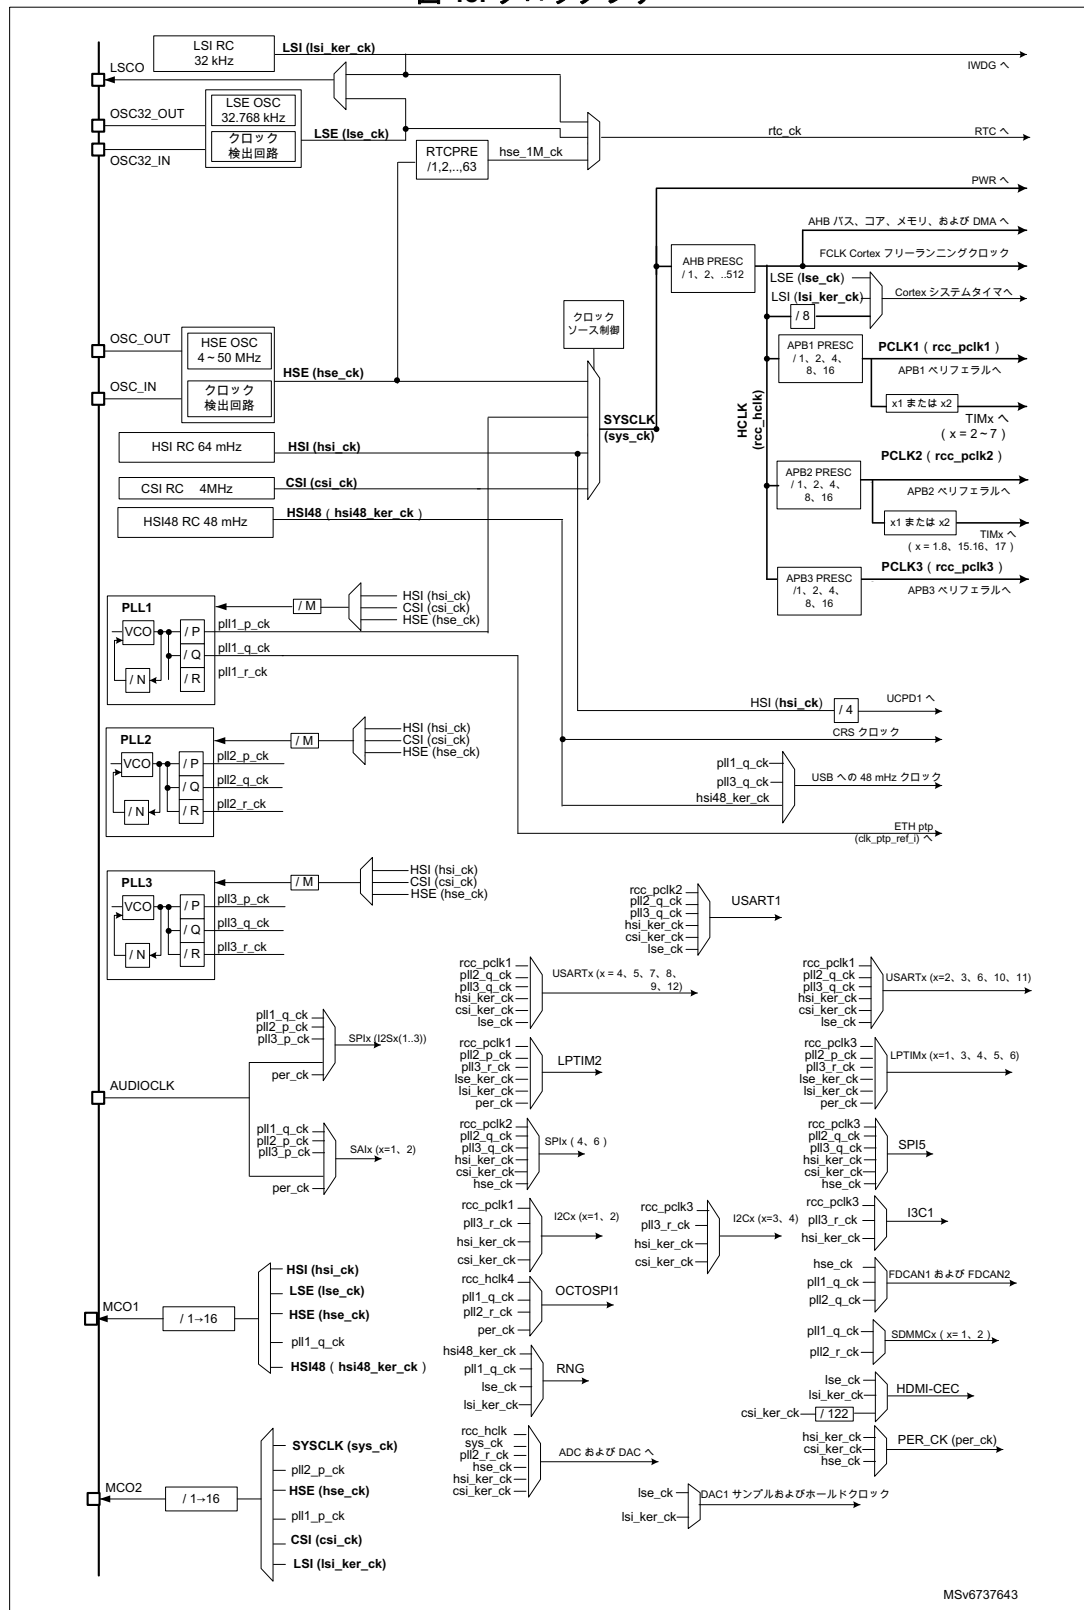 LSI RC
32 kHz
LSI (lsi_ker_ck)
IWDG へ
LSCO
OSC32_OUT
LSE OSC
32.768 kHz
クロック
検出回路
LSE (lse_ck)
OSC32_IN
RTCPRE
/1,2,..,63
hse_1M_ck
rtc_ck
RTC へ
PWR へ
AHB バス、コア、メモリ、および DMA へ
AHB PRESC
/ 1、2、..512
FCLK Cortex フリーランニングクロック
LSE (lse_ck)
LSI (lsi_ker_ck)
Cortex システムタイマへ
/ 8
クロック
ソース制御
OSC_OUT
HSE OSC
4 ~ 50 MHz
クロック
検出回路
HSE (hse_ck)
OSC_IN
APB1 PRESC
/ 1、2、4、
8、16
PCLK1 ( rcc_pclk1 )
APB1 ペリフェラルへ
x1 または x2
TIMx へ
( x = 2 ~ 7 )
SYSCLK
(sys_ck)
HCLK
(rcc_hclk)
HSI RC 64 mHz
HSI (hsi_ck)
CSI RC 4MHz
CSI (csi_ck)
HSI48 RC 48 mHz
HSI48 ( hsi48_ker_ck )
PCLK2 ( rcc_pclk2 )
APB2 PRESC
/ 1、2、4、
8、16
APB2 ペリフェラルへ
x1 または x2
TIMx へ
( x = 1.8、15.16、17 )
PCLK3 ( rcc_pclk3 )
APB3 PRESC
/1、2、4、
8、16
APB3 ペリフェラルへ
PLL1
VCO
/ N
/ P
/ Q
/ R
pll1_p_ck
pll1_q_ck
pll1_r_ck
/ M
HSI (hsi_ck)
CSI (csi_ck)
HSE (hse_ck)
HSI (hsi_ck)
/ 4
UCPD1 へ
CRS クロック
PLL2
VCO
/ N
/ P
/ Q
/ R
pll2_p_ck
pll2_q_ck
pll2_r_ck
/ M
HSI (hsi_ck)
CSI (csi_ck)
HSE (hse_ck)
pll1_q_ck
pll3_q_ck
hsi48_ker_ck
USB への 48 mHz クロック
ETH ptp
(clk_ptp_ref_i) へ
PLL3
VCO
/ N
/ P
/ Q
/ R
pll3_p_ck
pll3_q_ck
pll3_r_ck
/ M
HSI (hsi_ck)
CSI (csi_ck)
HSE (hse_ck)
rcc_pclk2
pll2_q_ck
pll3_q_ck
hsi_ker_ck
csi_ker_ck
lse_ck
USART1
rcc_pclk1
pll2_q_ck
pll3_q_ck
hsi_ker_ck
csi_ker_ck
lse_ck
USARTx (x = 4、5、7、8、
9、12)
rcc_pclk1
pll2_q_ck
pll3_q_ck
hsi_ker_ck
csi_ker_ck
lse_ck
USARTx (x=2、3、6、10、11)
pll1_q_ck
pll2_p_ck
pll3_p_ck
per_ck
SPIx (I2Sx(1..3))
rcc_pclk1
pll2_p_ck
pll3_r_ck
lse_ker_ck
lsi_ker_ck
per_ck
LPTIM2
rcc_pclk3
pll2_p_ck
pll3_r_ck
lse_ker_ck
lsi_ker_ck
per_ck
LPTIMx (x=1、3、4、5、6)
AUDIOCLK
pll1_q_ck
pll2_p_ck
pll3_p_ck
per_ck
SAIx (x=1、2)
rcc_pclk2
pll2_q_ck
pll3_q_ck
hsi_ker_ck
csi_ker_ck
hse_ck
SPIx ( 4、6 )
rcc_pclk3
pll2_q_ck
pll3_q_ck
hsi_ker_ck
csi_ker_ck
hse_ck
SPI5
rcc_pclk1
pll3_r_ck
hsi_ker_ck
csi_ker_ck
I2Cx (x=1、2)
rcc_pclk3
pll3_r_ck
hsi_ker_ck
csi_ker_ck
I2Cx (x=3、4)
rcc_pclk3
pll3_r_ck
hsi_ker_ck
I3C1
MCO1
/ 1→16
HSI (hsi_ck)
LSE (lse_ck)
HSE (hse_ck)
pll1_q_ck
HSI48 ( hsi48_ker_ck )
rcc_hclk4
pll1_q_ck
pll2_r_ck
per_ck
OCTOSPI1
hse_ck
pll1_q_ck
pll2_q_ck
FDCAN1 および FDCAN2
pll1_q_ck
pll2_r_ck
SDMMCx ( x= 1、2 )
hsi48_ker_ck
pll1_q_ck
lse_ck
lsi_ker_ck
RNG
lse_ck
lsi_ker_ck
csi_ker_ck
/ 122
HDMI-CEC
MCO2
/ 1→16
SYSCLK (sys_ck)
pll2_p_ck
HSE (hse_ck)
pll1_p_ck
CSI (csi_ck)
LSI (lsi_ker_ck)
rcc_hclk
sys_ck
pll2_r_ck
hse_ck
hsi_ker_ck
csi_ker_ck
ADC および DAC へ
hsi_ker_ck
csi_ker_ck
hse_ck
PER_CK (per_ck)
lse_ck
lsi_ker_ck
DAC1 サンプルおよびホールドクロック
MSv6737643